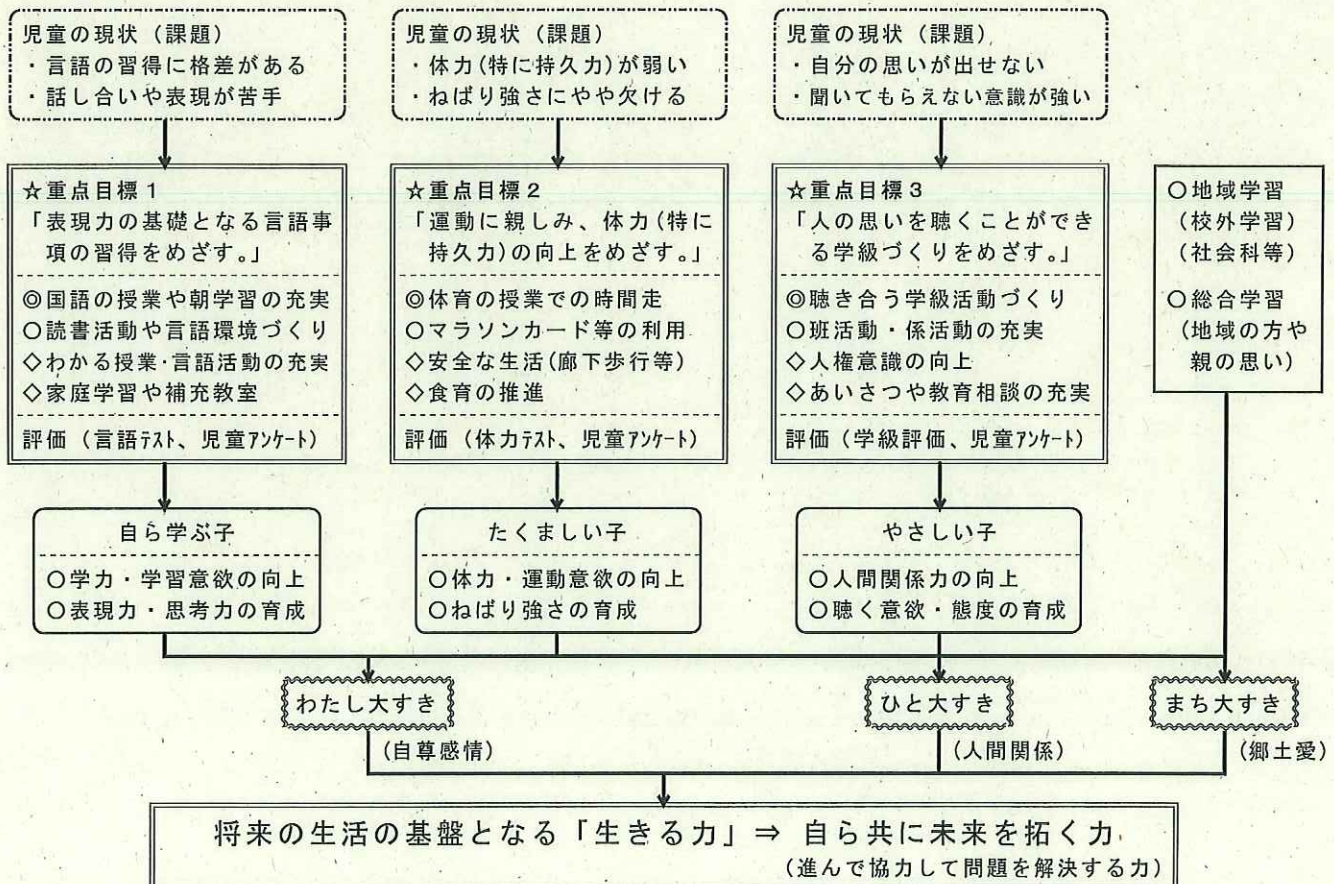 児童の現状（課題）
・言語の習得に格差がある
・話し合いや表現が苦手
児童の現状（課題）
・体力(特に持久力)が弱い
・ねばり強さにやや欠ける
児童の現状（課題）
・自分の思いが出せない
・聞いてもらえない意識が強い
☆重点目標1
「表現力の基礎となる言語事
項の習得をめざす。」
◎国語の授業や朝学習の充実
○読書活動や言語環境づくり
◇わかる授業・言語活動の充実
◇家庭学習や補充教室
評価（言語テスト、児童アンケート）
☆重点目標2
「運動に親しみ、体力(特に
持久力)の向上をめざす。」
◎体育の授業での時間走
○マラソンカード等の利用
◇安全な生活(廊下歩行等)
◇食育の推進
評価（体力テスト、児童アンケート）
☆重点目標3
「人の思いを聴くことができ
る学級づくりをめざす。」
◎聴き合う学級活動づくり
○班活動・係活動の充実
◇人権意識の向上
◇あいさつや教育相談の充実
評価（学級評価、児童アンケート）
○地域学習
(校外学習)
(社会科等)
○総合学習
(地域の方や
親の思い)
自ら学ぶ子
○学力・学習意欲の向上
○表現力・思考力の育成
たくましい子
○体力・運動意欲の向上
○ねばり強さの育成
やさしい子
○人間関係力の向上
○聴く意欲・態度の育成
わたし大すき
(自尊感情)
ひと大すき
(人間関係)
まち大すき
(郷土愛)
将来の生活の基盤となる「生きる力」⇒ 自ら共に未来を拓く力
(進んで協力して問題を解決する力)